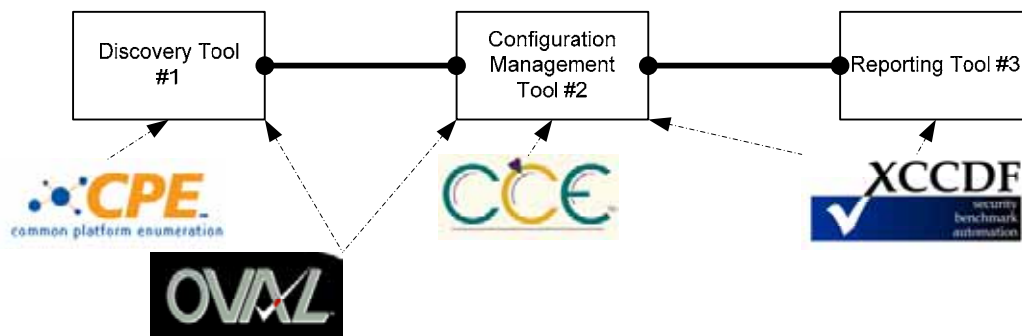 Discovery Tool
#1
Configuration
Management
Tool #2
Reporting Tool #3
CPE™
common platform enumeration
OVAL
CCE
XCCDF
security
benchmark
automation